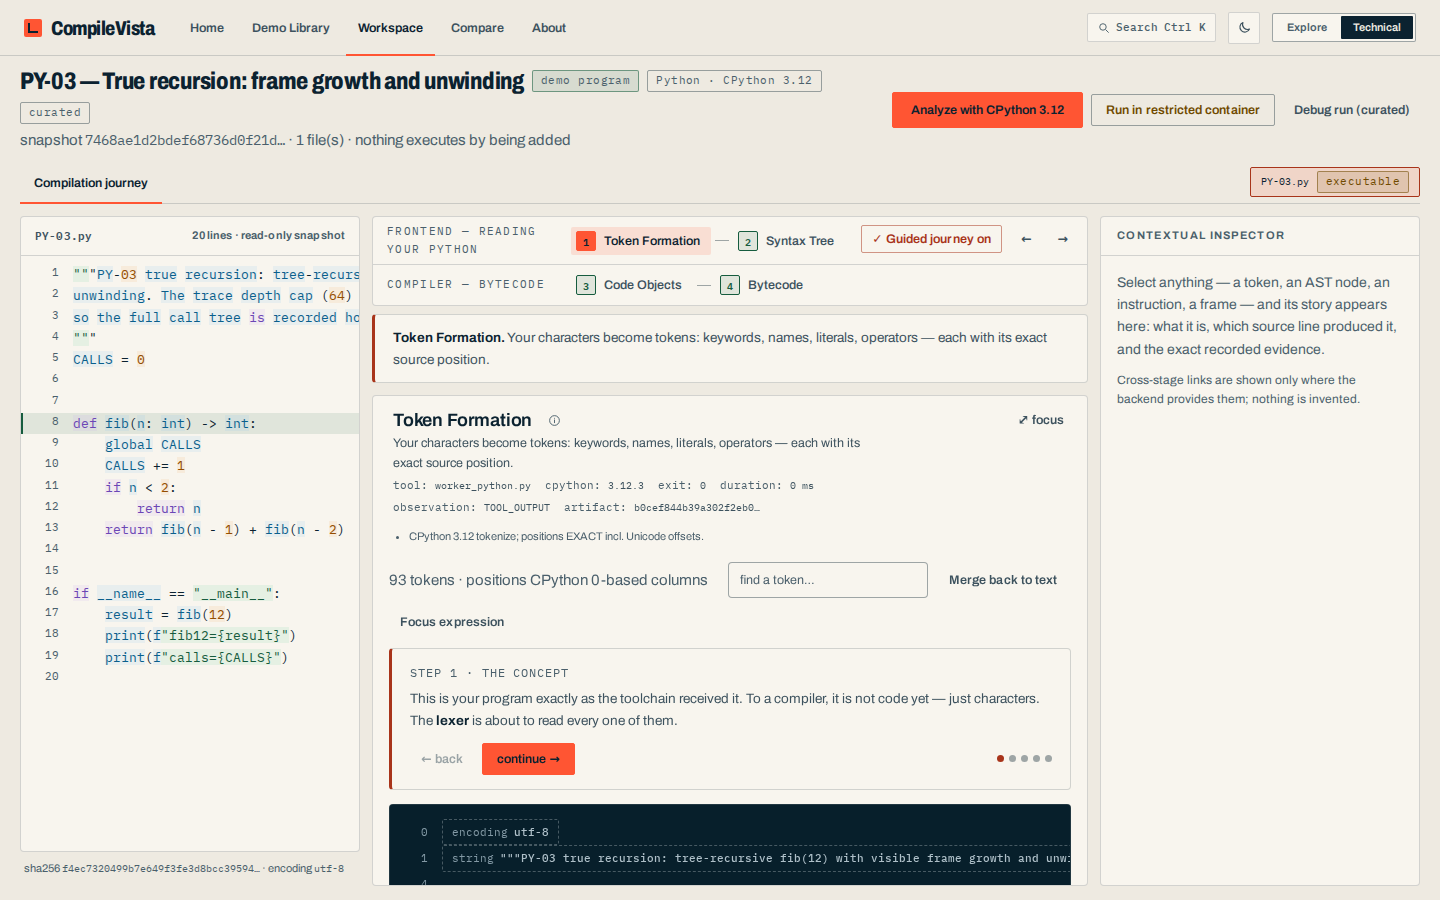 CompileVista
Home
Demo Library
Workspace
Compare
About
Search Ctrl K
Explore
Technical
PY-03 — True recursion: frame growth and unwinding
demo program
Python · CPython 3.12
curated
snapshot 7468ae1d2bdef68736d0f21d… · 1 file(s) · nothing executes by being added
Analyze with CPython 3.12
Run in restricted container
Debug run (curated)
Compilation journey
PY-03.py executable
PY-03.py
20 lines · read-only snapshot
1 """PY-03 true recursion: tree-recurs
2 unwinding. The trace depth cap (64)
3 so the full call tree is recorded ho
4 """
5 CALLS = 0
6
7
8 def fib(n: int) -> int:
9     global CALLS
10     CALLS += 1
11     if n < 2:
12         return n
13     return fib(n - 1) + fib(n - 2)
14
15
16 if __name__ == "__main__":
17     result = fib(12)
18     print(f"fib12={result}")
19     print(f"calls={CALLS}")
20
sha256 f4ec7320499b7e649f3fe3d8bcc39594… · encoding utf-8
FRONTEND — READING
YOUR PYTHON
1 Token Formation
2 Syntax Tree
✓ Guided journey on
←
→
COMPILER — BYTECODE
3 Code Objects
4 Bytecode
Token Formation. Your characters become tokens: keywords, names, literals, operators — each with its exact
source position.
Token Formation
⤢ focus
Your characters become tokens: keywords, names, literals, operators — each with its
exact source position.
tool: worker_python.py cpython: 3.12.3 exit: 0 duration: 0 ms
observation: TOOL_OUTPUT artifact: b0cef844b39a302f2eb0…
• CPython 3.12 tokenize; positions EXACT incl. Unicode offsets.
93 tokens · positions CPython 0-based columns
find a token…
Merge back to text
Focus expression
STEP 1 · THE CONCEPT
This is your program exactly as the toolchain received it. To a compiler, it is not code yet — just characters.
The lexer is about to read every one of them.
← back
continue →
0 encoding utf-8
1 string """PY-03 true recursion: tree-recursive fib(12) with visible frame growth and unwi
CONTEXTUAL INSPECTOR
Select anything — a token, an AST node, an
instruction, a frame — and its story appears
here: what it is, which source line produced it,
and the exact recorded evidence.
Cross-stage links are shown only where the
backend provides them; nothing is invented.